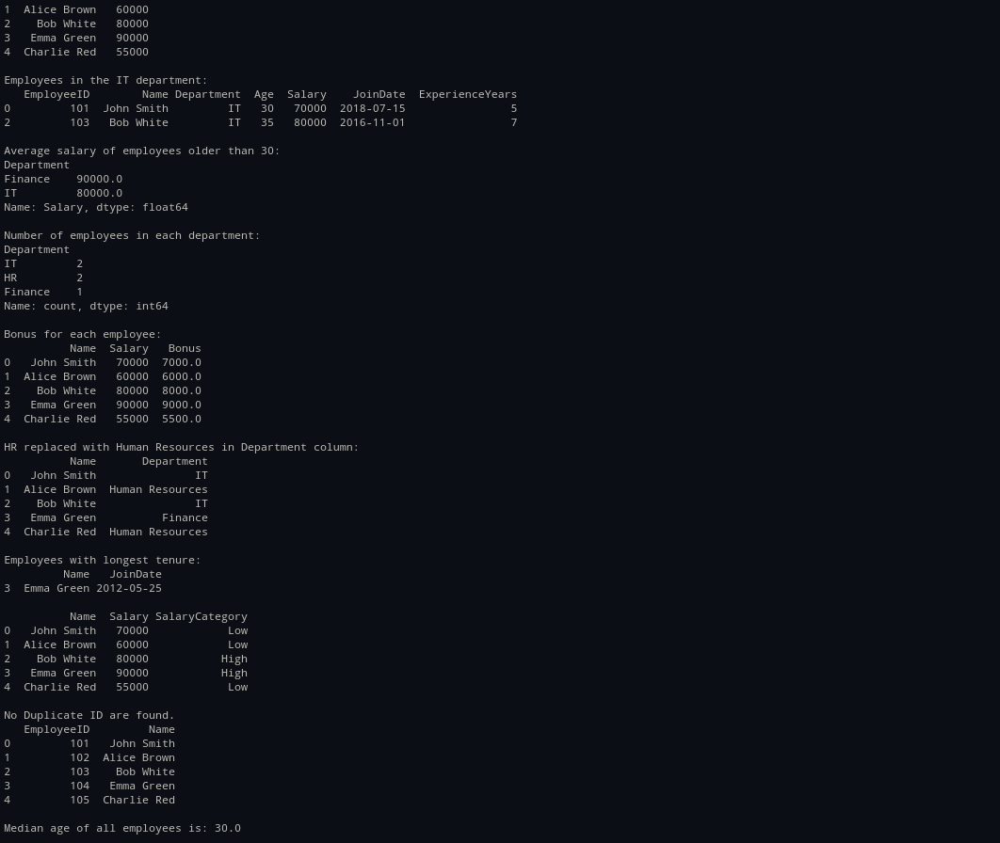 1  Alice Brown   60000
2    Bob White   80000
3   Emma Green   90000
4  Charlie Red   55000

Employees in the IT department:
   EmployeeID        Name Department  Age  Salary    JoinDate  ExperienceYears
0         101  John Smith         IT   30   70000  2018-07-15                5
2         103   Bob White         IT   35   80000  2016-11-01                7

Average salary of employees older than 30:
Department
Finance    90000.0
IT         80000.0
Name: Salary, dtype: float64

Number of employees in each department:
Department
IT         2
HR         2
Finance    1
Name: count, dtype: int64

Bonus for each employee:
          Name  Salary   Bonus
0   John Smith   70000  7000.0
1  Alice Brown   60000  6000.0
2    Bob White   80000  8000.0
3   Emma Green   90000  9000.0
4  Charlie Red   55000  5500.0

HR replaced with Human Resources in Department column:
          Name       Department
0   John Smith               IT
1  Alice Brown  Human Resources
2    Bob White               IT
3   Emma Green          Finance
4  Charlie Red  Human Resources

Employees with longest tenure:
         Name   JoinDate
3  Emma Green 2012-05-25

          Name  Salary SalaryCategory
0   John Smith   70000            Low
1  Alice Brown   60000            Low
2    Bob White   80000           High
3   Emma Green   90000           High
4  Charlie Red   55000            Low

No Duplicate ID are found.
   EmployeeID         Name
0         101   John Smith
1         102  Alice Brown
2         103    Bob White
3         104   Emma Green
4         105  Charlie Red

Median age of all employees is: 30.0